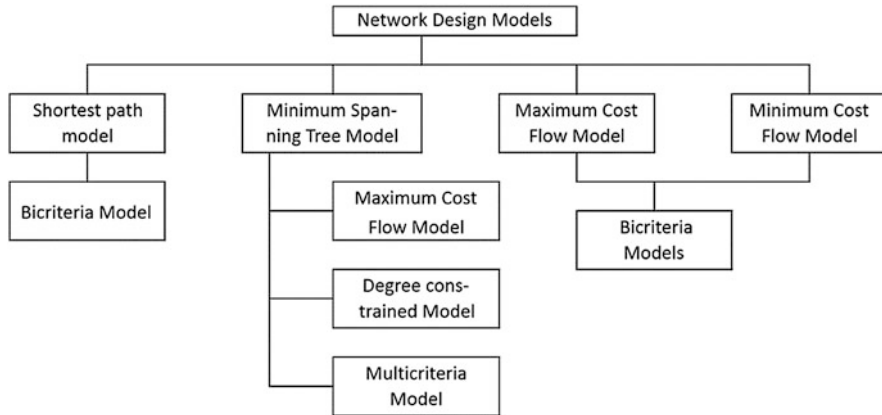 Network Design Models
Shortest path
model
Minimum Span-
ning Tree Model
Maximum Cost
Flow Model
Minimum Cost
Flow Model
Bicriteria Model
Maximum Cost
Flow Model
Bicriteria
Models
Degree cons-
trained Model
Multicriteria
Model